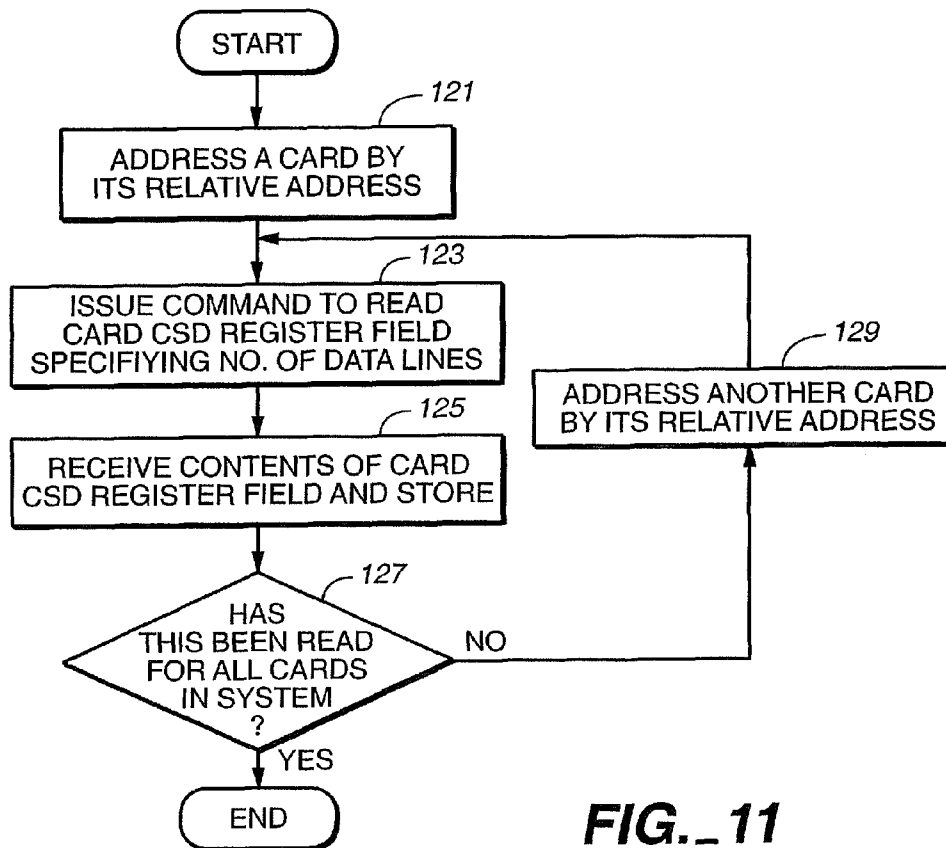 START
121
ADDRESS A CARD BY
ITS RELATIVE ADDRESS
123
ISSUE COMMAND TO READ
CARD CSD REGISTER FIELD
SPECIFIYING NO. OF DATA LINES
125
RECEIVE CONTENTS OF CARD
CSD REGISTER FIELD AND STORE
127
HAS
THIS BEEN READ
FOR ALL CARDS
IN SYSTEM
?
NO
129
ADDRESS ANOTHER CARD
BY ITS RELATIVE ADDRESS
YES
END
FIG._11